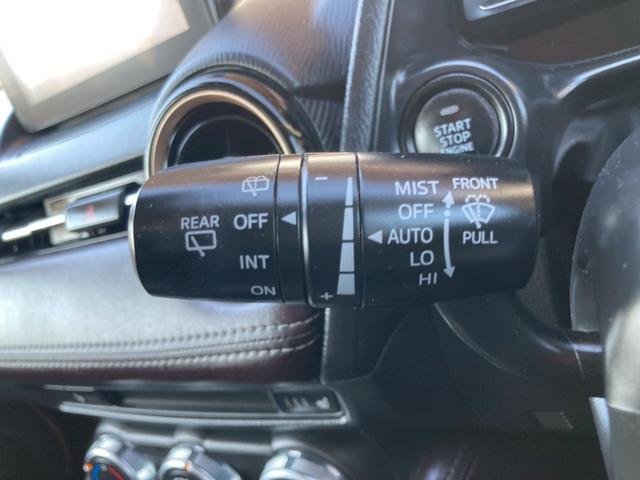 START
STOP
ENGINE
REAR
OFF
INT
ON
−
+
MIST
OFF
AUTO
LO
HI
FRONT
PULL